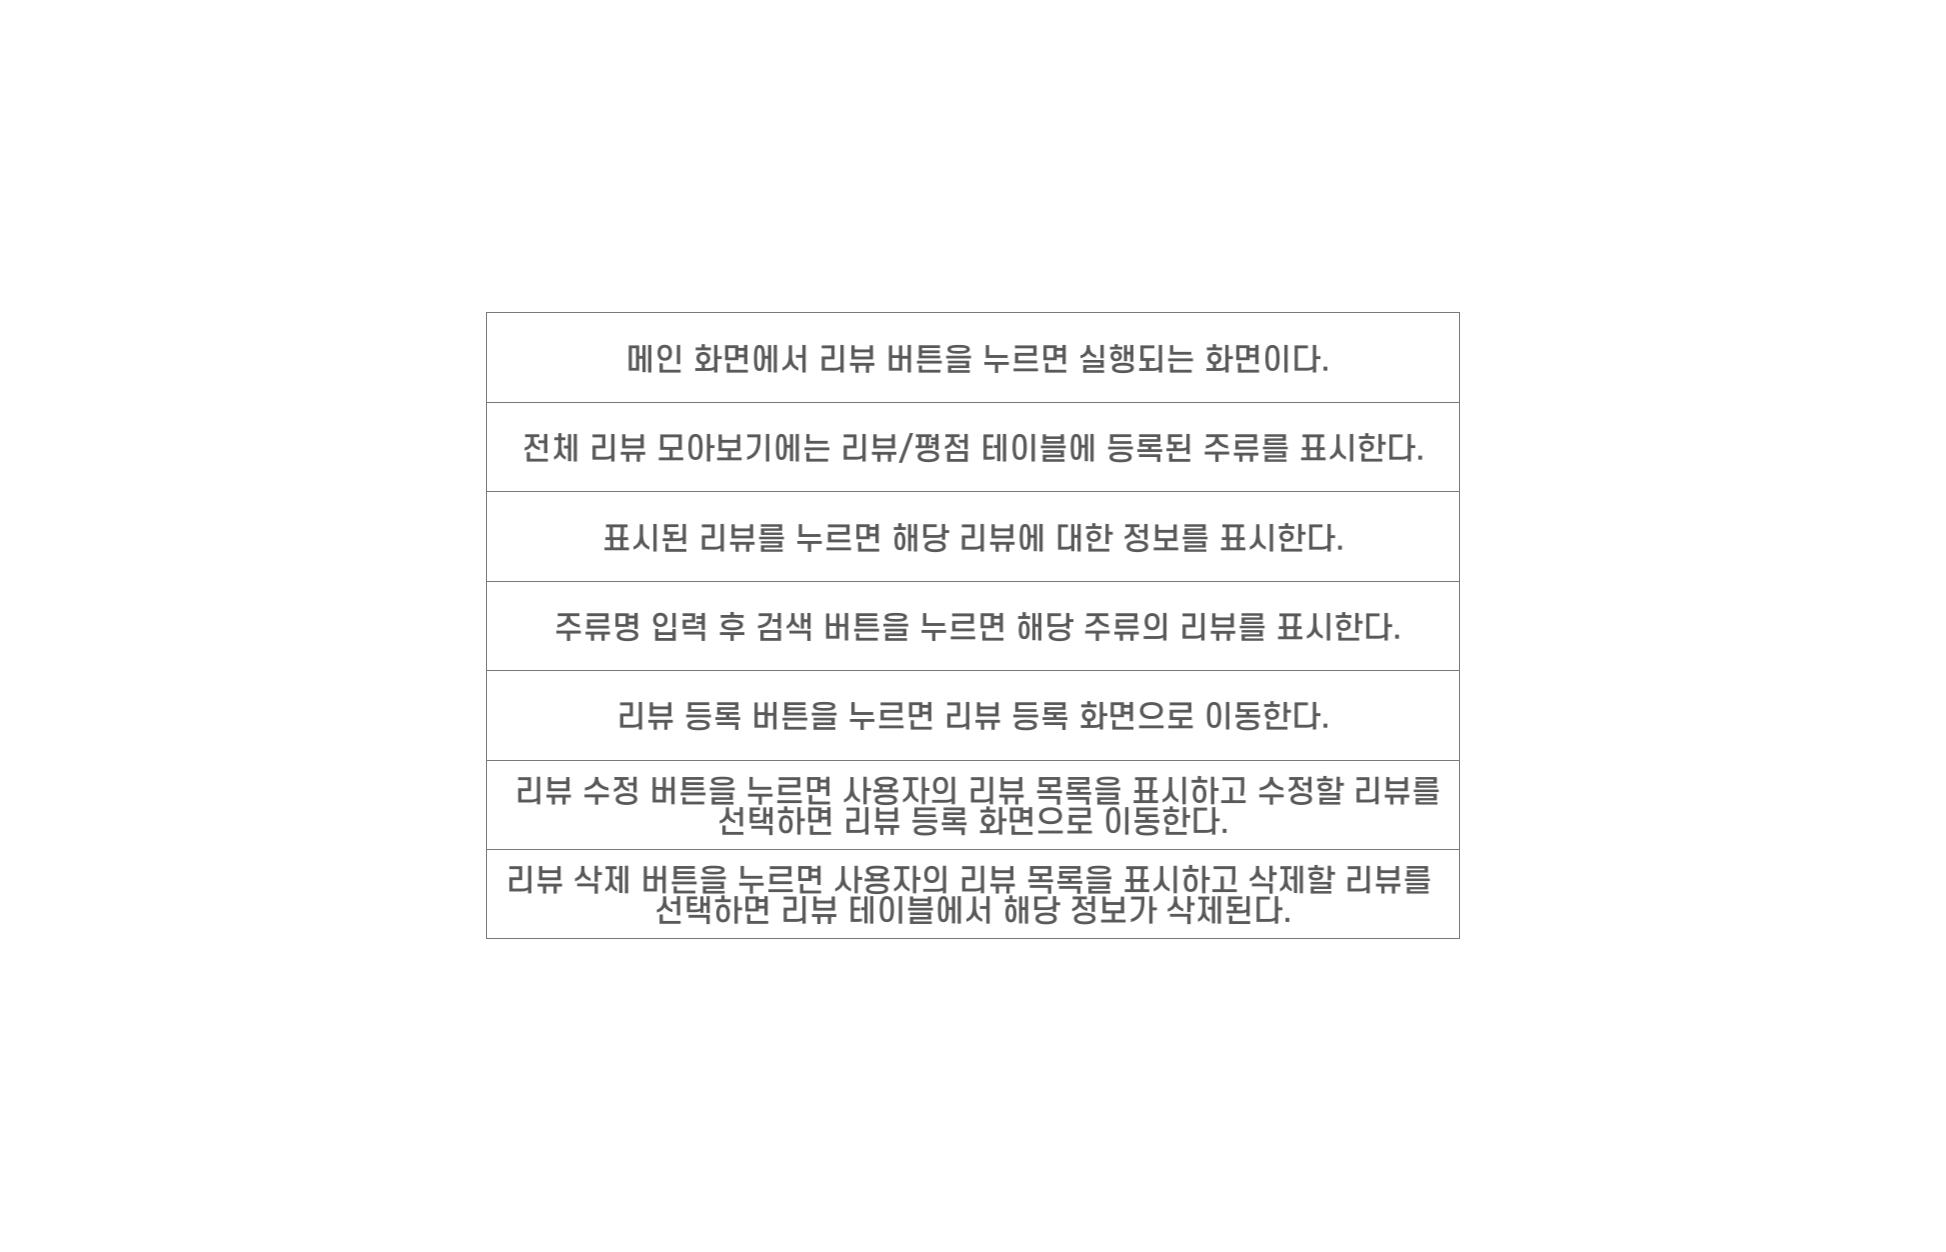 메인 화면에서 리뷰 버튼을 누르면 실행되는 화면이다.
전체 리뷰 모아보기에는 리뷰/평점 테이블에 등록된 주류를 표시한다.
표시된 리뷰를 누르면 해당 리뷰에 대한 정보를 표시한다.
주류명 입력 후 검색 버튼을 누르면 해당 주류의 리뷰를 표시한다.
리뷰 등록 버튼을 누르면 리뷰 등록 화면으로 이동한다.
리뷰 수정 버튼을 누르면 사용자의 리뷰 목록을 표시하고 수정할 리뷰를
선택하면 리뷰 등록 화면으로 이동한다.
리뷰 삭제 버튼을 누르면 사용자의 리뷰 목록을 표시하고 삭제할 리뷰를
선택하면 리뷰 테이블에서 해당 정보가 삭제된다.